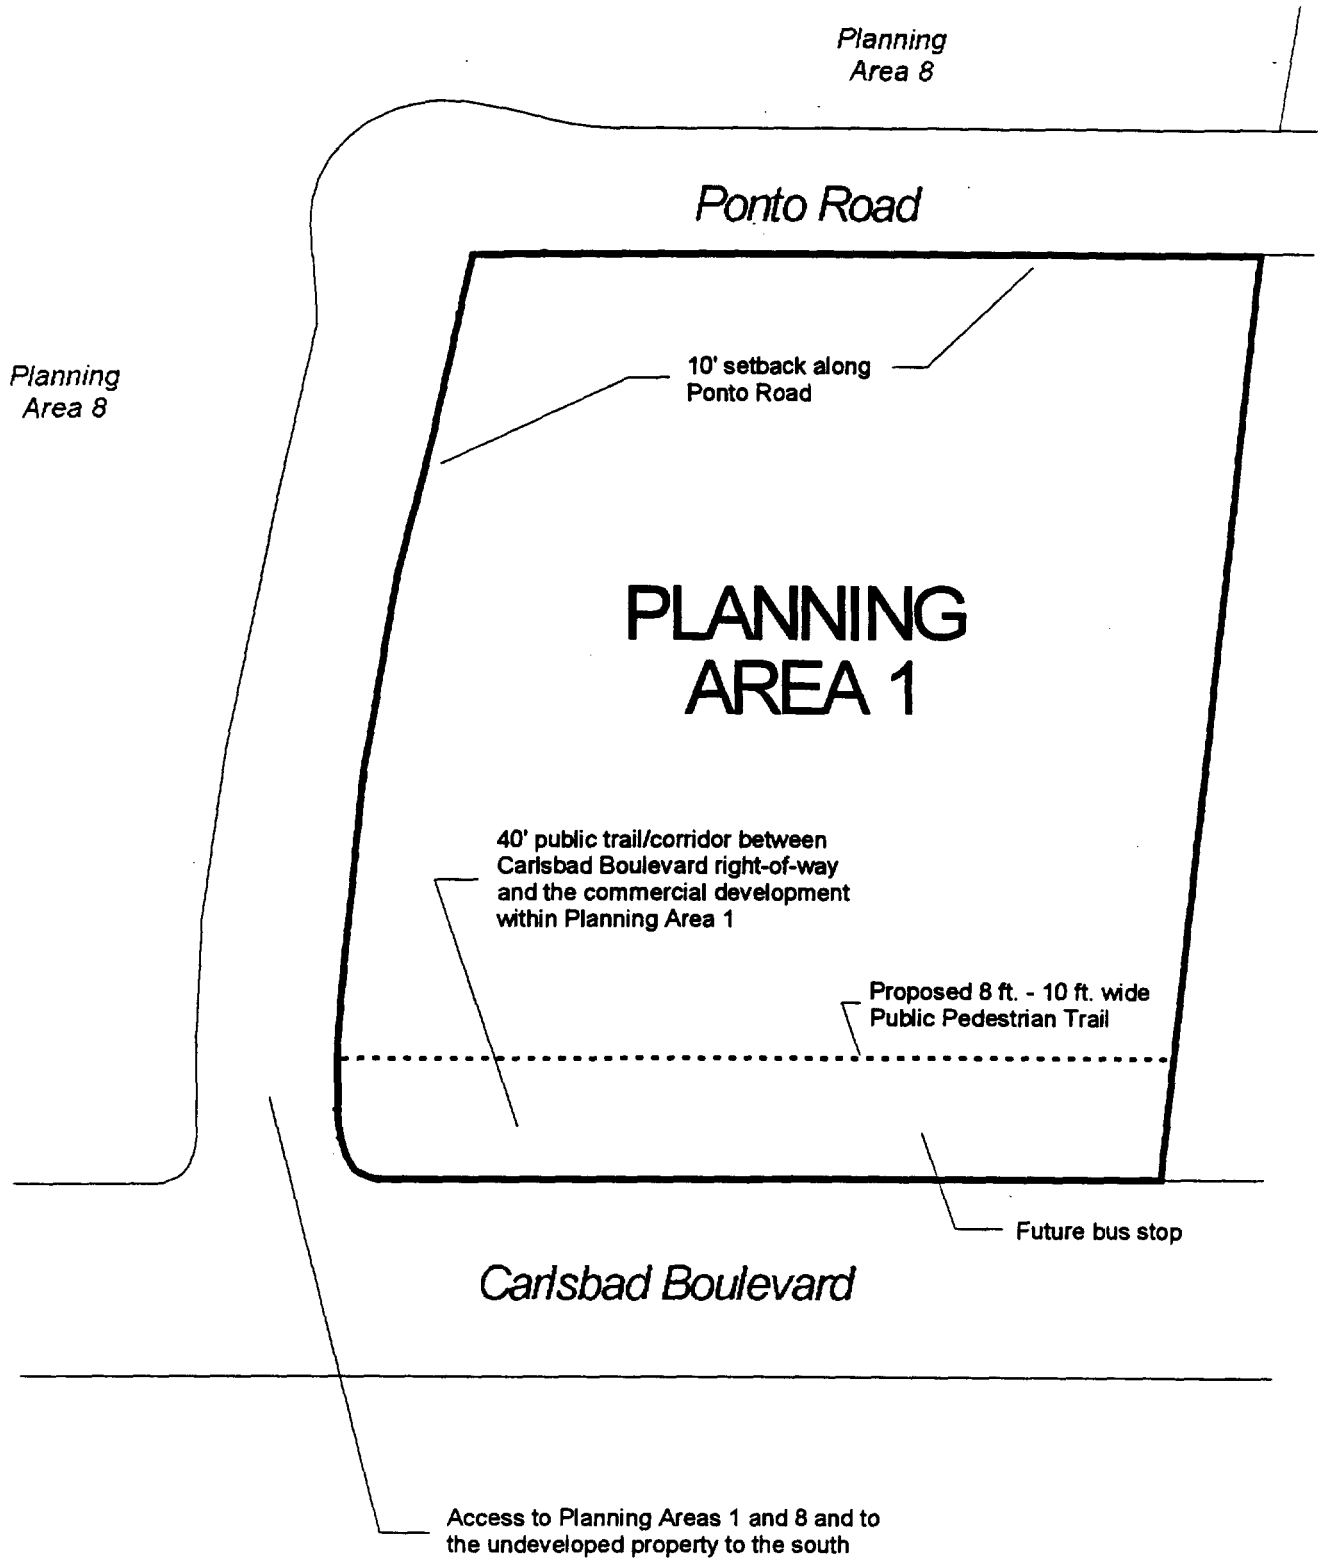 Planning
Area 8
Ponto Road
10' setback along
Ponto Road
Planning
Area 8
PLANNING
AREA 1
40' public trail/corridor between
Carlsbad Boulevard right-of-way
and the commercial development
within Planning Area 1
Proposed 8 ft. - 10 ft. wide
Public Pedestrian Trail
Future bus stop
Carlsbad Boulevard
Access to Planning Areas 1 and 8 and to
the undeveloped property to the south